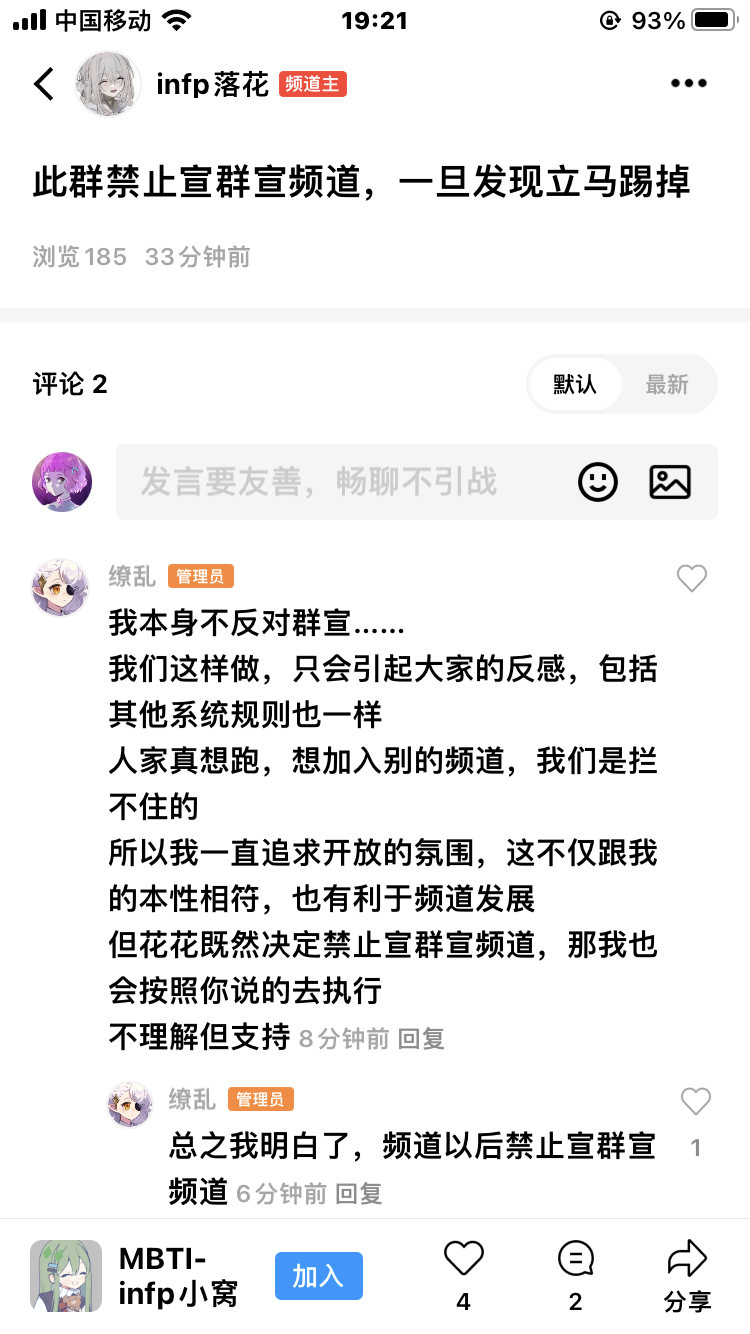 中国移动 19:21 93%
infp落花 频道主
此群禁止宣群宣频道，一旦发现立马踢掉
浏览185 33分钟前
评论 2 默认 最新
发言要友善，畅聊不引战
缭乱 管理员
我本身不反对群宣......
我们这样做，只会引起大家的反感，包括
其他系统规则也一样
人家真想跑，想加入别的频道，我们是拦
不住的
所以我一直追求开放的氛围，这不仅跟我
的本性相符，也有利于频道发展
但花花既然决定禁止宣群宣频道，那我也
会按照你说的去执行
不理解但支持 8分钟前 回复
缭乱 管理员
总之我明白了，频道以后禁止宣群宣
1
频道 6分钟前 回复
MBTI-
infp小窝
加入
4
2
分享